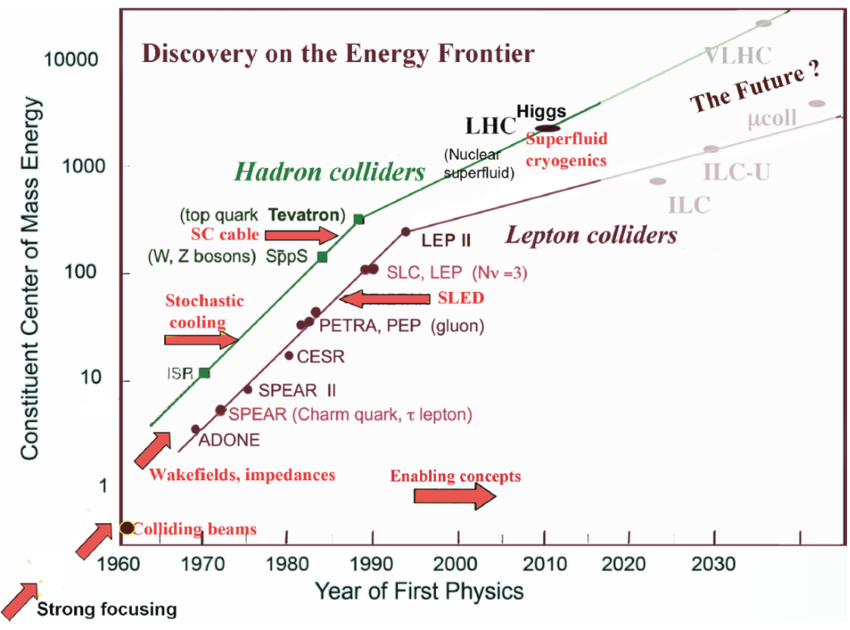 Discovery on the Energy Frontier
10000
1000
100
10
1
Constituent Center of Mass Energy
VLHC
The Future ?
μcoll
ILC-U
ILC
Higgs
LHC
Superfluid
cryogenics
(Nuclear
superfluid)
Hadron colliders
(top quark Tevatron)
SC cable
(W, Z bosons) Sp̄pS
Lepton colliders
LEP II
SLC, LEP (Nν =3)
Stochastic
cooling
SLED
PETRA, PEP (gluon)
CESR
ISR
SPEAR II
SPEAR (Charm quark, τ lepton)
ADONE
Wakefields, impedances
Enabling concepts
Colliding beams
1960 1970 1980 1990 2000 2010 2020 2030
Year of First Physics
Strong focusing